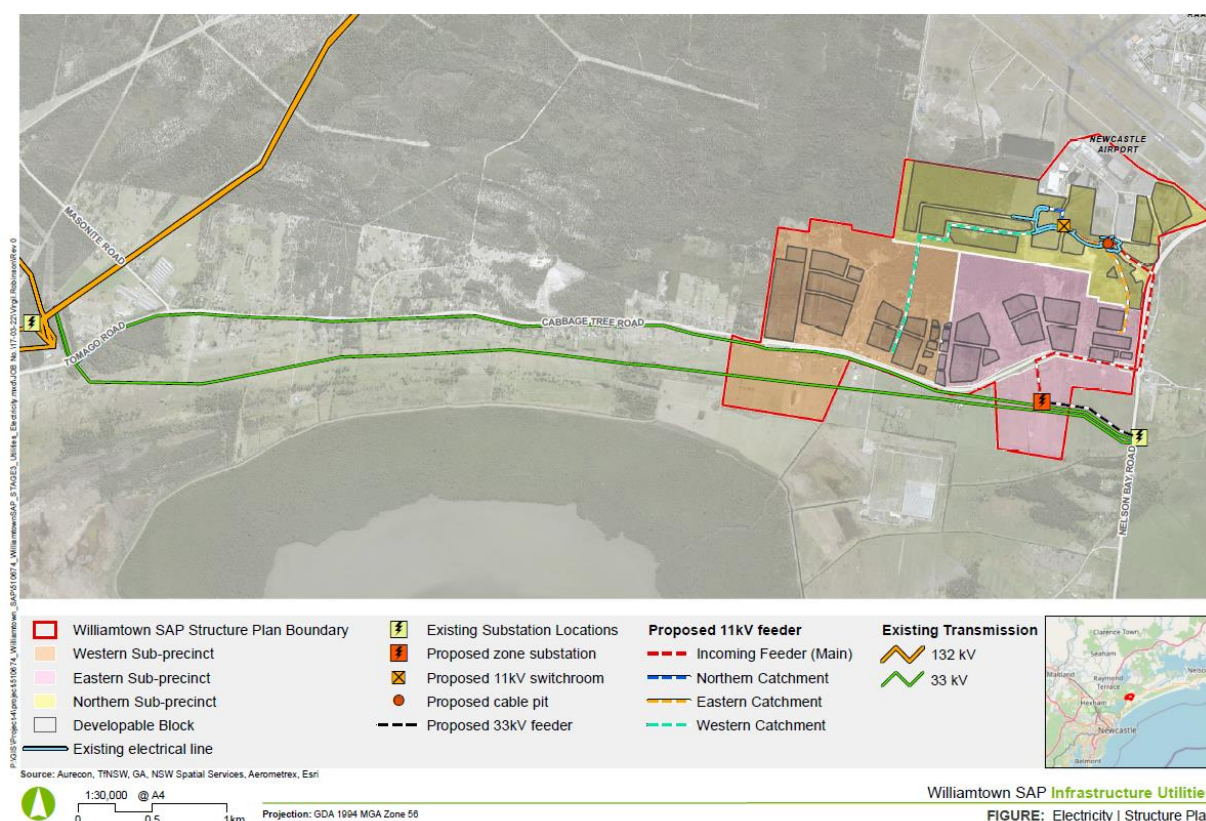 NEWCASTLE
AIRPORT
MASONITE ROAD
TOMAGO ROAD
CABBAGE TREE ROAD
NELSON BAY ROAD
Williamtown SAP Structure Plan Boundary
Western Sub-precinct
Eastern Sub-precinct
Northern Sub-precinct
Developable Block
Existing electrical line
Existing Substation Locations
Proposed zone substation
Proposed 11kV switchroom
Proposed cable pit
Proposed 33kV feeder
Proposed 11kV feeder
Incoming Feeder (Main)
Northern Catchment
Eastern Catchment
Western Catchment
Existing Transmission
132 kV
33 kV
Clarence Town
Seaham
Maitland
Raymond
Terrace
Hexham
Newcastle
Belmont
Source: Aurecon, TfNSW, GA, NSW Spatial Services, Aerometrex, Esri
1:30,000 @ A4
0 0.5 1km
Projection: GDA 1994 MGA Zone 56
Williamtown SAP Infrastructure Utilitie
FIGURE: Electricity | Structure Pla